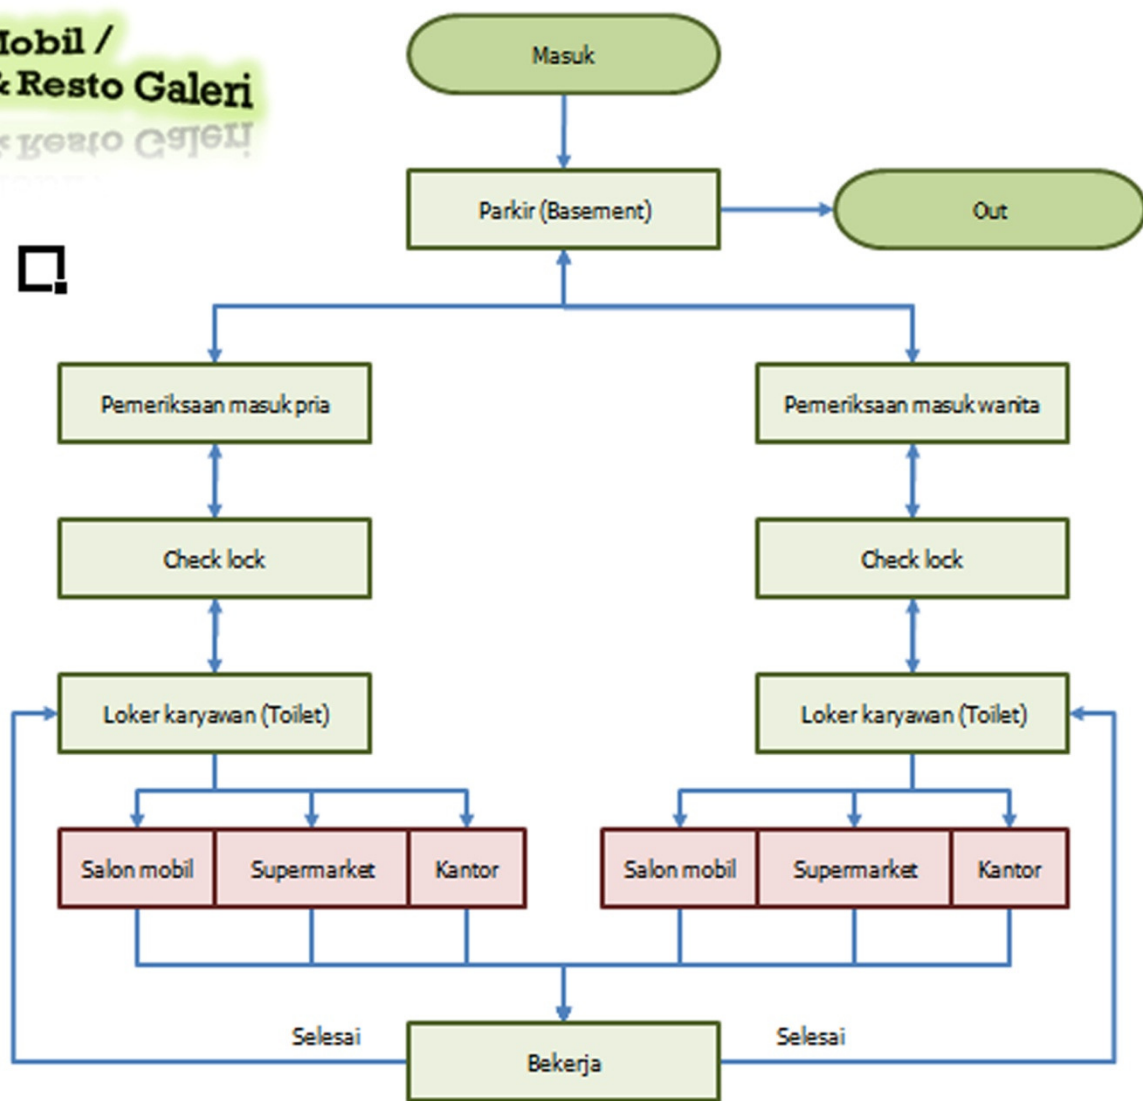 Mobil /
& Resto Galeri
Masuk
Parkir (Basement)
Out
Pemeriksaan masuk pria
Pemeriksaan masuk wanita
Check lock
Check lock
Loker karyawan (Toilet)
Loker karyawan (Toilet)
Salon mobil
Supermarket
Kantor
Salon mobil
Supermarket
Kantor
Selesai
Bekerja
Selesai